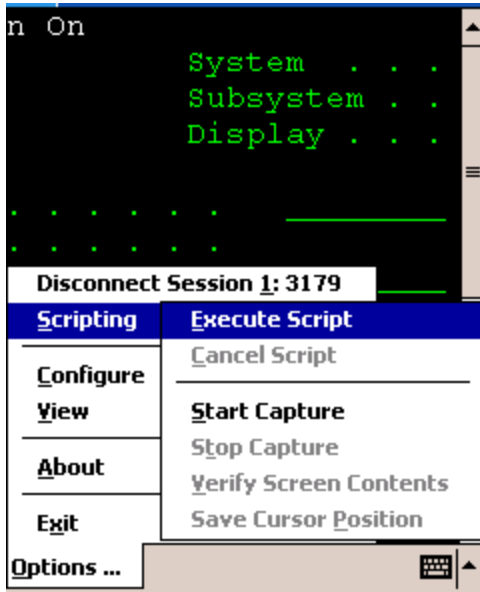 n On
System . . .
Subsystem . .
Display . . .
. . . . . .
. . . . . .
Disconnect Session 1: 3179
Scripting
Execute Script
Cancel Script
Configure
View
Start Capture
Stop Capture
About
Verify Screen Contents
Exit
Save Cursor Position
Options ...